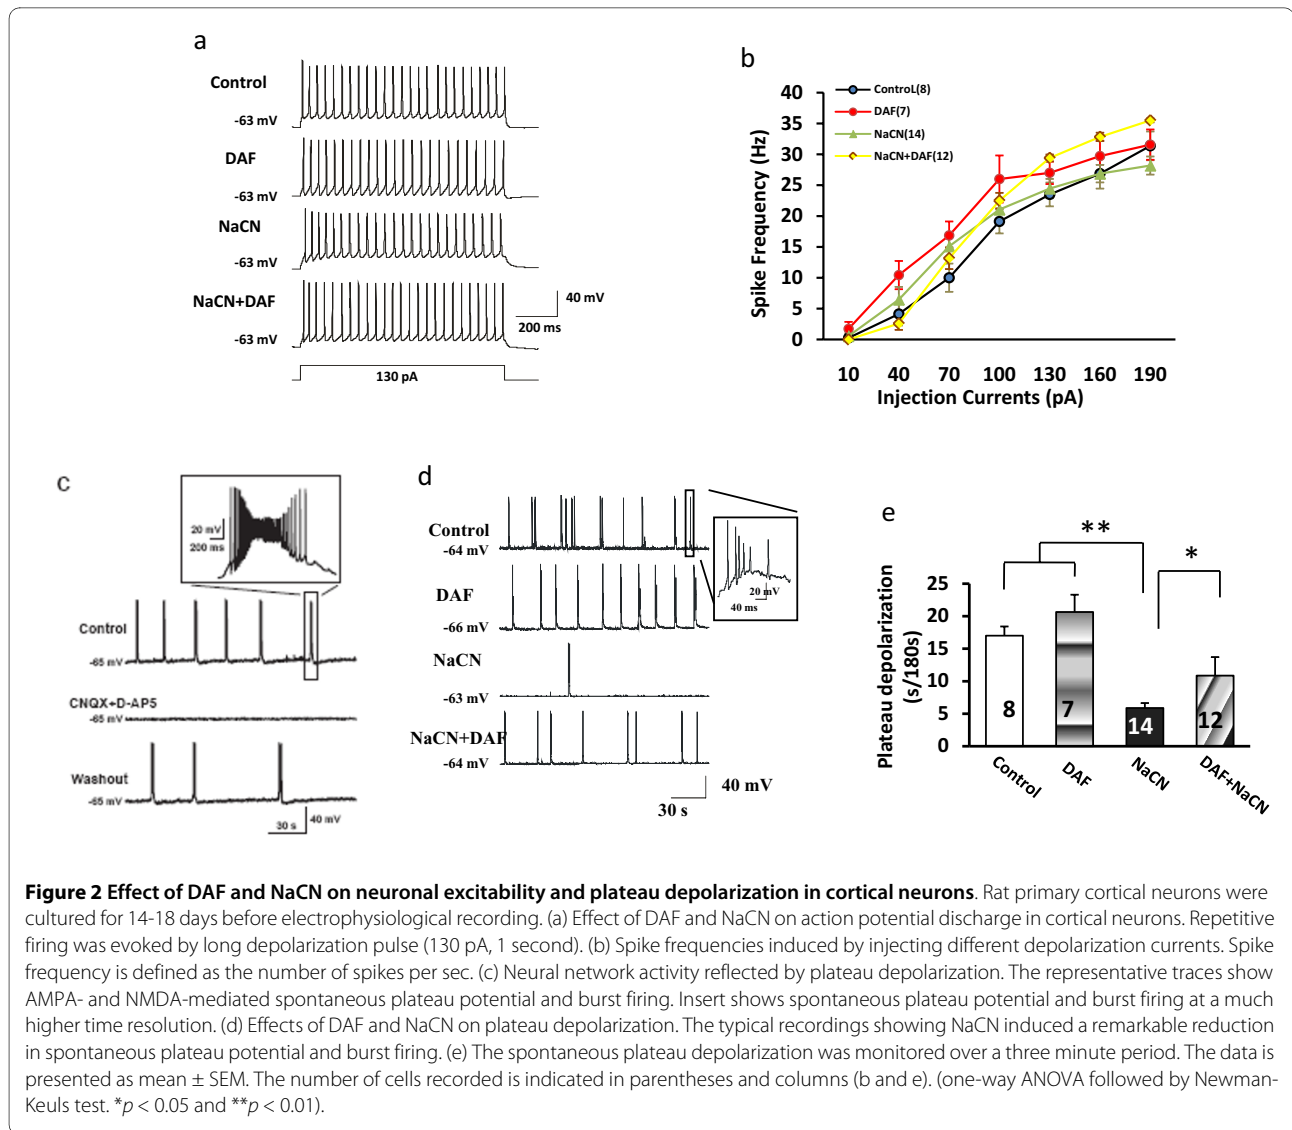 a
Control
-63 mV
DAF
-63 mV
NaCN
-63 mV
NaCN+DAF
-63 mV
40 mV
200 ms
130 pA
b
ControL(8)
DAF(7)
NaCN(14)
NaCN+DAF(12)
Spike Frequency (Hz)
40
35
30
25
20
15
10
5
0
10 40 70 100 130 160 190
Injection Currents (pA)
c
20 mV
200 ms
Control
-65 mV
CNQX+D-AP5
-65 mV
Washout
-65 mV
30 s
40 mV
d
Control
-64 mV
20 mV
40 ms
DAF
-66 mV
NaCN
-63 mV
NaCN+DAF
-64 mV
40 mV
30 s
e
**
*
Plateau depolarization
(s/180s)
25
20
15
10
5
0
8
7
14
12
Control
DAF
NaCN
DAF+NaCN
Figure 2 Effect of DAF and NaCN on neuronal excitability and plateau depolarization in cortical neurons. Rat primary cortical neurons were
cultured for 14-18 days before electrophysiological recording. (a) Effect of DAF and NaCN on action potential discharge in cortical neurons. Repetitive
firing was evoked by long depolarization pulse (130 pA, 1 second). (b) Spike frequencies induced by injecting different depolarization currents. Spike
frequency is defined as the number of spikes per sec. (c) Neural network activity reflected by plateau depolarization. The representative traces show
AMPA- and NMDA-mediated spontaneous plateau potential and burst firing. Insert shows spontaneous plateau potential and burst firing at a much
higher time resolution. (d) Effects of DAF and NaCN on plateau depolarization. The typical recordings showing NaCN induced a remarkable reduction
in spontaneous plateau potential and burst firing. (e) The spontaneous plateau depolarization was monitored over a three minute period. The data is
presented as mean ± SEM. The number of cells recorded is indicated in parentheses and columns (b and e). (one-way ANOVA followed by Newman-
Keuls test. *p < 0.05 and **p < 0.01).